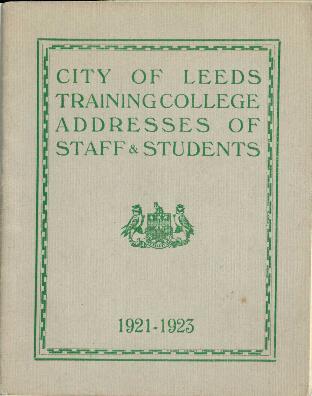 CITY OF LEEDS
TRAINING COLLEGE
ADDRESSES OF
STAFF & STUDENTS
1921-1923